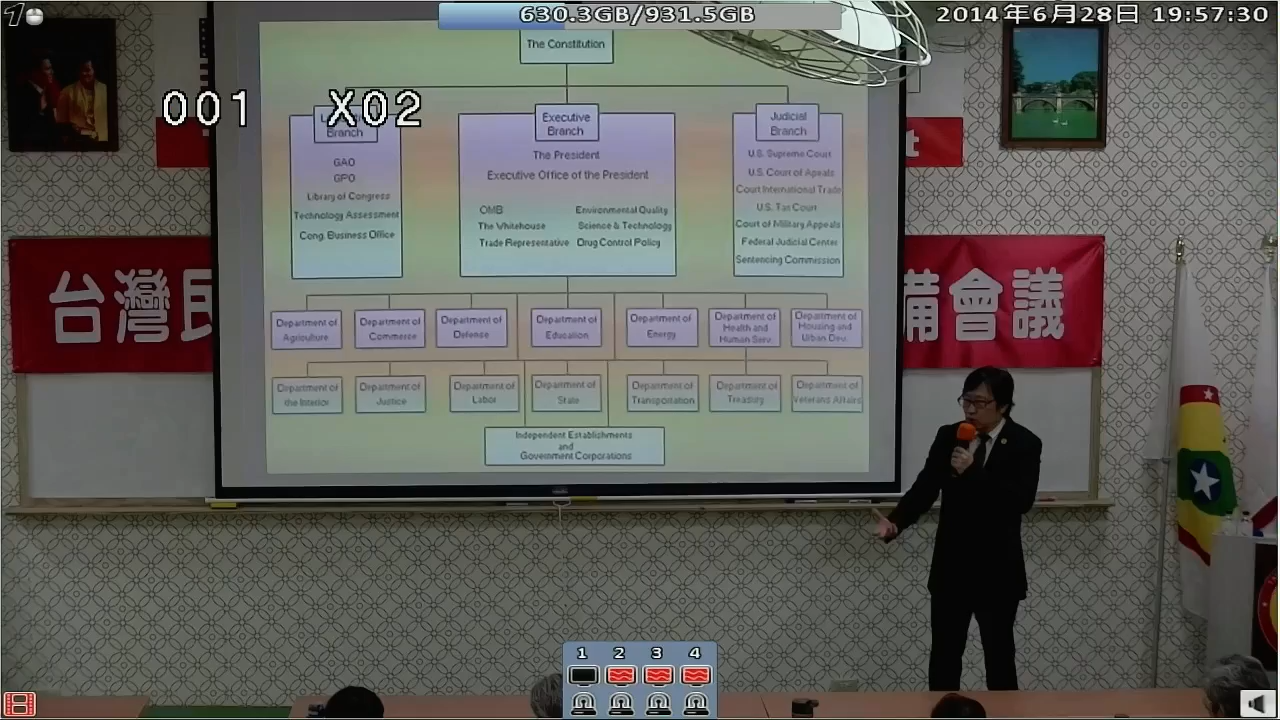 1
630.3GB/931.5GB
2014年6月28日 19:57:30
001 X02
The Constitution
Branch
GAO
GPO
Library of Congress
Technology Assessment
Cong. Business Office
Executive
Branch
The President
Executive Office of the President
OMB
Environmental Quality
The Whitehouse
Science & Technology
Trade Representative
Drug Control Policy
Judicial
Branch
U.S. Supreme Court
U.S. Court of Apeals
Court International Trade
U.S. Tax Court
Court of Military Appeals
Federal Judicial Center
Sentencing Commission
t
台灣民
備會議
Department of
Agriculture
Department of
Commerce
Department of
Defense
Department of
Education
Department of
Energy
Department of
Health and
Human Serv.
Department of
Housing and
Urban Dev.
Department of
the Interior
Department of
Justice
Department of
Labor
Department of
State
Department of
Transportation
Department of
Treasury
Department of
Veterans Affairs
Independent Establishments
and
Government Corporations
1 2 3 4